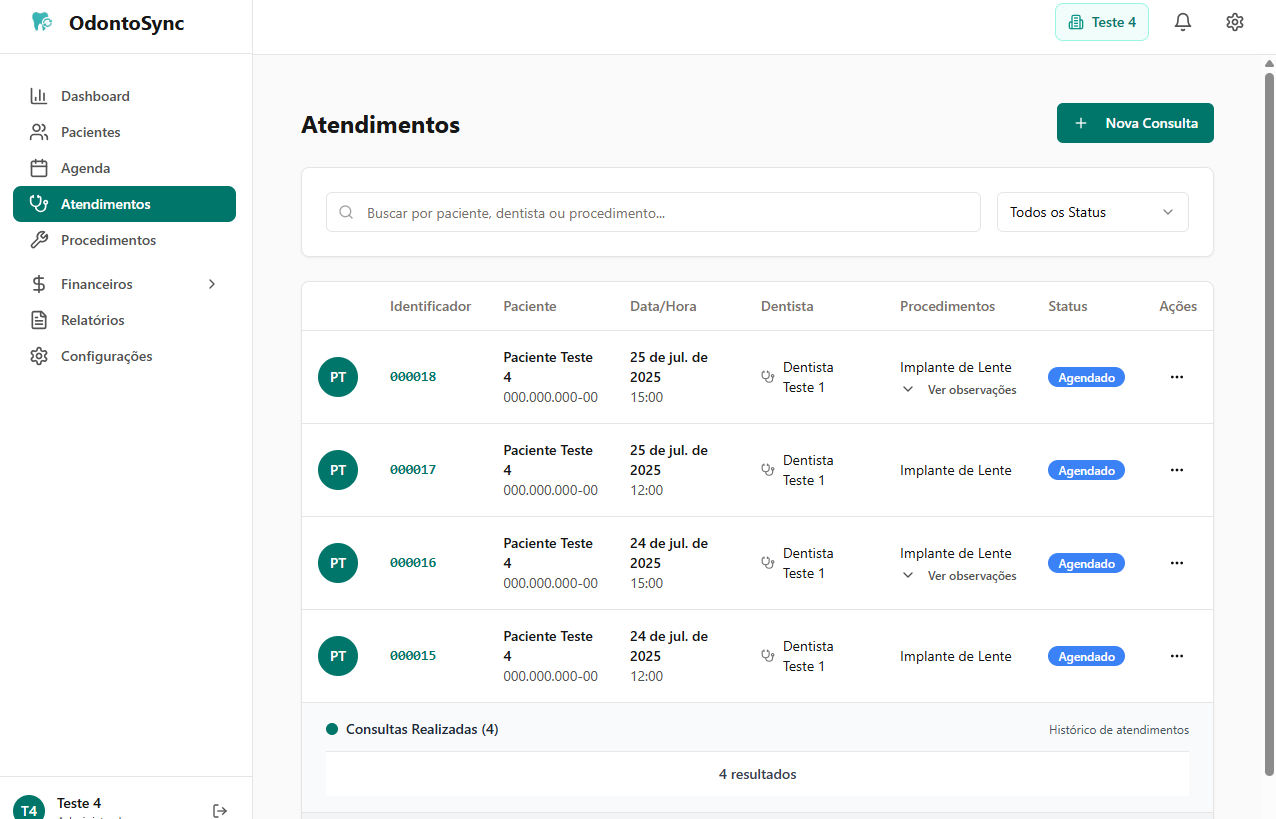 OdontoSync
Teste 4
Dashboard
Pacientes
Agenda
Atendimentos
Procedimentos
Financeiros
Relatórios
Configurações
Teste 4
T4
Atendimentos
Nova Consulta
Buscar por paciente, dentista ou procedimento...
Todos os Status
Identificador Paciente Data/Hora Dentista Procedimentos Status Ações
PT
000018
Paciente Teste
4
000.000.000-00
25 de jul. de
2025
15:00
Dentista
Teste 1
Implante de Lente
Ver observações
Agendado
PT
000017
Paciente Teste
4
000.000.000-00
25 de jul. de
2025
12:00
Dentista
Teste 1
Implante de Lente
Agendado
PT
000016
Paciente Teste
4
000.000.000-00
24 de jul. de
2025
15:00
Dentista
Teste 1
Implante de Lente
Ver observações
Agendado
PT
000015
Paciente Teste
4
000.000.000-00
24 de jul. de
2025
12:00
Dentista
Teste 1
Implante de Lente
Agendado
Consultas Realizadas (4)
Histórico de atendimentos
4 resultados